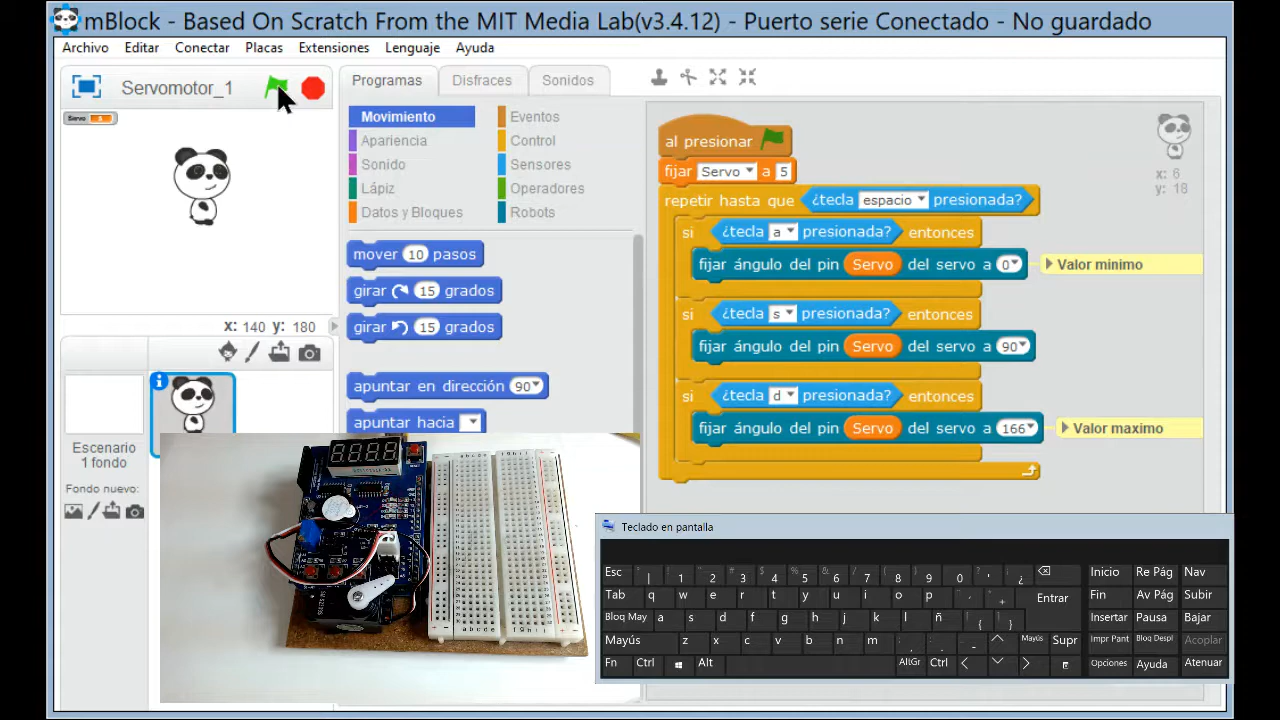 mBlock - Based On Scratch From the MIT Media Lab(v3.4.12) - Puerto serie Conectado - No guardado
Archivo Editar Conectar Placas Extensiones Lenguaje Ayuda
Servomotor_1
Servo 5
x: 140 y: 180
Escenario
1 fondo
Fondo nuevo:
Programas Disfraces Sonidos
Movimiento Eventos
Apariencia Control
Sonido Sensores
Lápiz Operadores
Datos y Bloques Robots
mover 10 pasos
girar 15 grados
girar 15 grados
apuntar en dirección 90
apuntar hacia
al presionar
fijar Servo a 5
repetir hasta que ¿tecla espacio presionada?
si ¿tecla a presionada? entonces
fijar ángulo del pin Servo del servo a 0 Valor minimo
si ¿tecla s presionada? entonces
fijar ángulo del pin Servo del servo a 90
si ¿tecla d presionada? entonces
fijar ángulo del pin Servo del servo a 166 Valor maximo
x: 6
y: 18
Teclado en pantalla
Esc | 1 2 3 4 5 6 7 8 9 0 ' ¿ Inicio Re Pág Nav
Tab q w e r t y u i o p + Entrar Fin Av Pág Subir
Bloq May a s d f g h j k l ñ { } Insertar Pausa Bajar
Mayús z x c v b n m Mayús Supr Impr Pant Bloq Despl Acoplar
Fn Ctrl Alt AltGr Ctrl Opciones Ayuda Atenuar